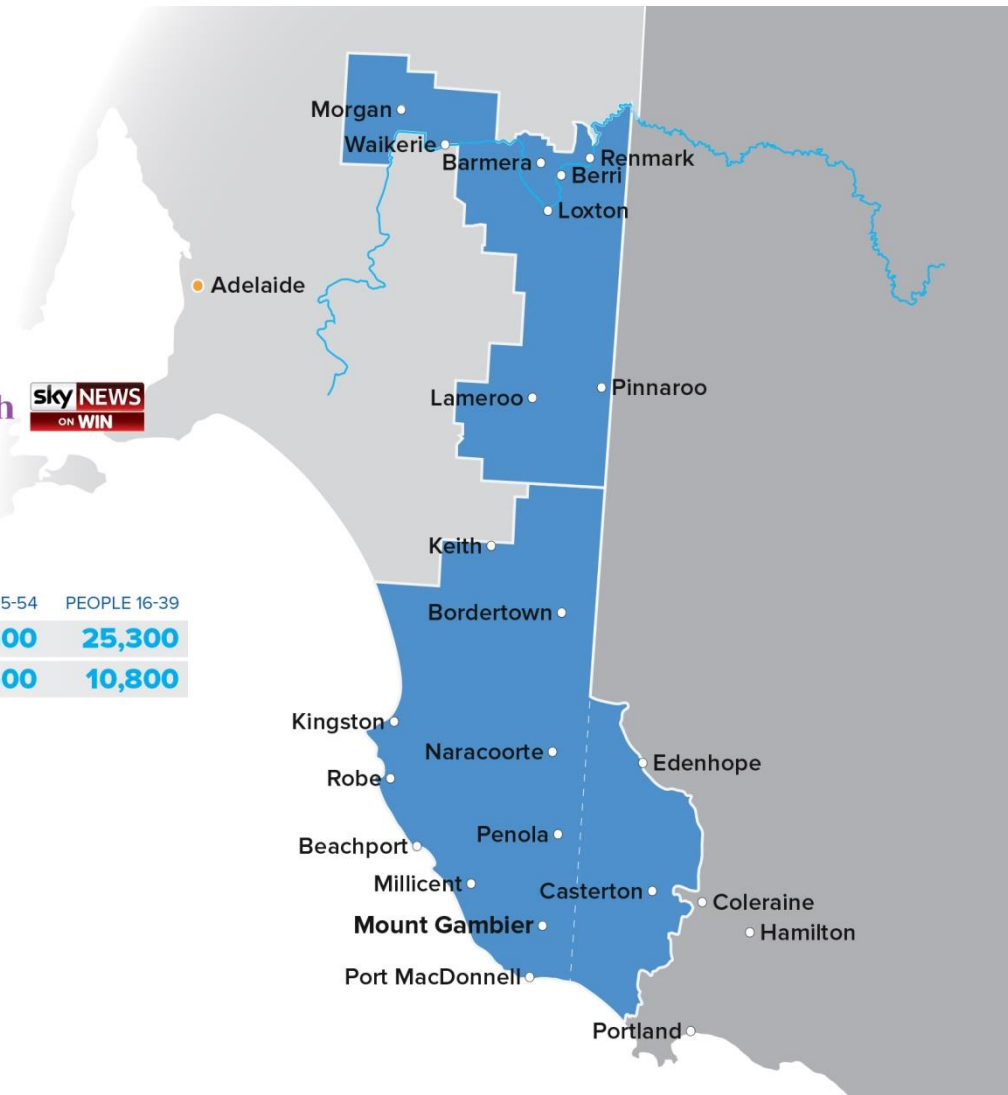 Morgan
Waikerie
Barmera
Renmark
Berri
Loxton
Adelaide
Pinnaroo
Lameroo
h
sky NEWS
ON WIN
Keith
5-54 PEOPLE 16-39
00 25,300
00 10,800
Bordertown
Kingston
Naracoorte
Edenhope
Robe
Penola
Beachport
Millicent
Casterton
Coleraine
Mount Gambier
Hamilton
Port MacDonnell
Portland